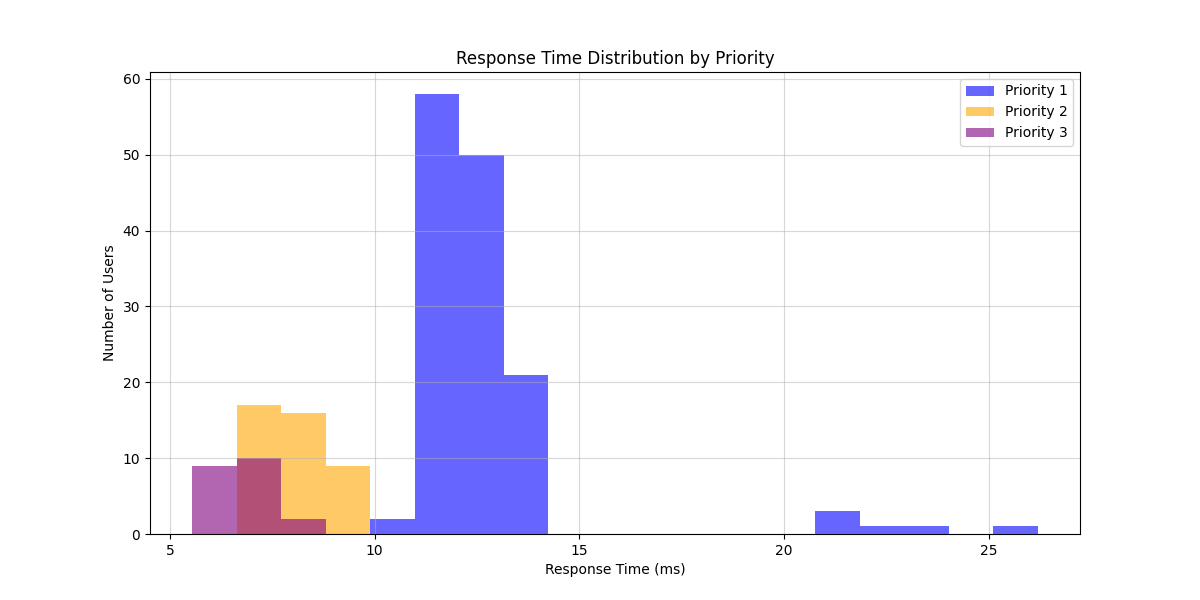 Response Time Distribution by Priority
60
50
40
30
20
10
0
Number of Users
Priority 1
Priority 2
Priority 3
5 10 15 20 25
Response Time (ms)